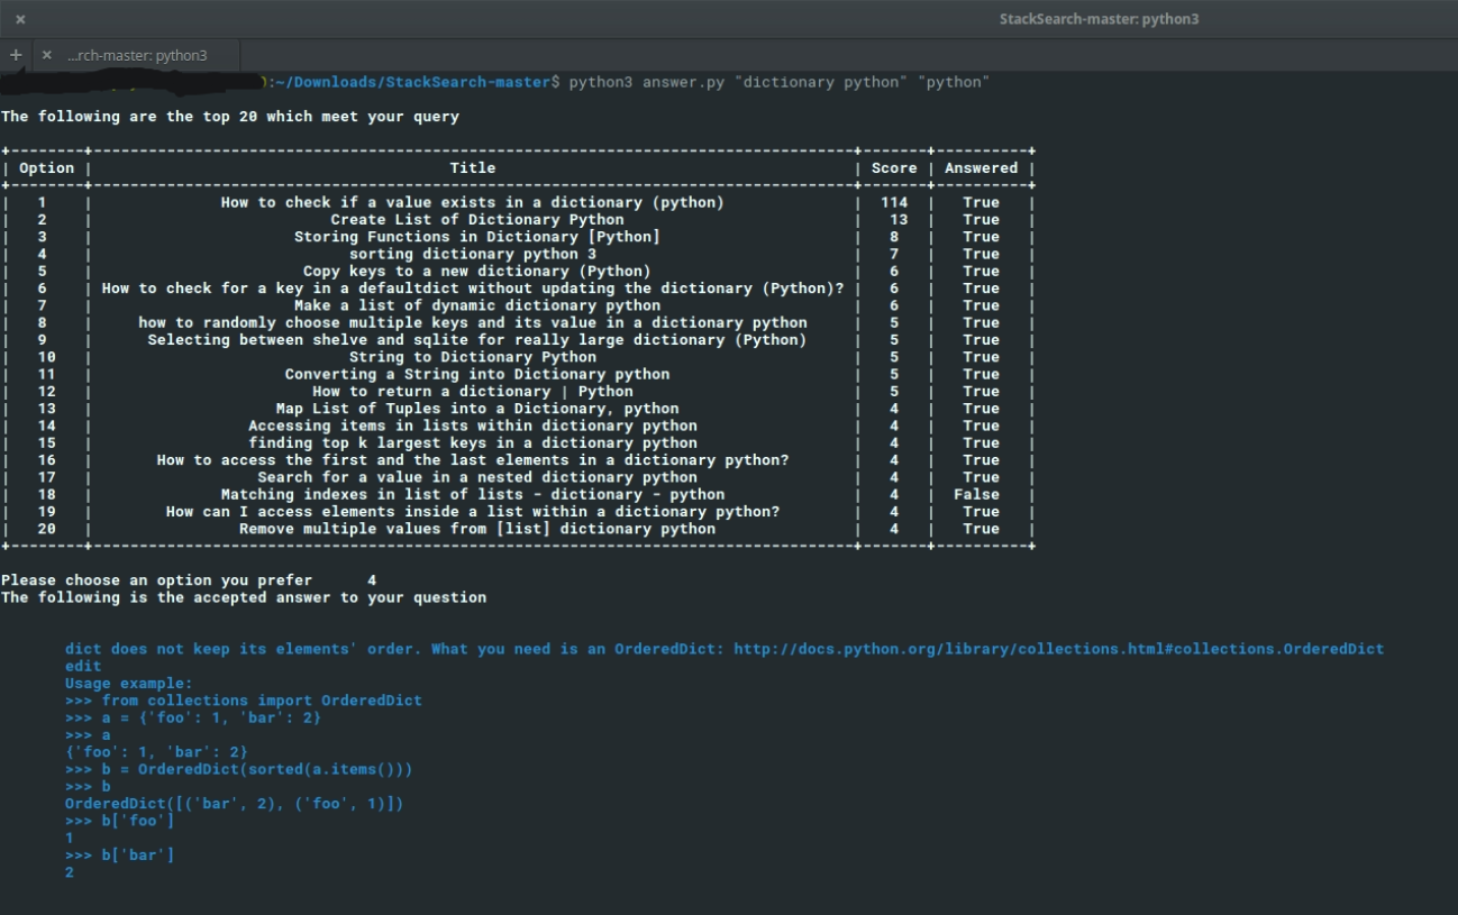 StackSearch-master: python3
...rch-master: python3
:~/Downloads/StackSearch-master$ python3 answer.py "dictionary python" "python"
The following are the top 20 which meet your query
+--------+------------------------------------------------------------------------------------+-------+----------+
| Option | Title | Score | Answered |
+--------+------------------------------------------------------------------------------------+-------+----------+
| 1 | How to check if a value exists in a dictionary (python) | 114 | True |
| 2 | Create List of Dictionary Python | 13 | True |
| 3 | Storing Functions in Dictionary [Python] | 8 | True |
| 4 | sorting dictionary python 3 | 7 | True |
| 5 | Copy keys to a new dictionary (Python) | 6 | True |
| 6 | How to check for a key in a defaultdict without updating the dictionary (Python)? | 6 | True |
| 7 | Make a list of dynamic dictionary python | 6 | True |
| 8 | how to randomly choose multiple keys and its value in a dictionary python | 5 | True |
| 9 | Selecting between shelve and sqlite for really large dictionary (Python) | 5 | True |
| 10 | String to Dictionary Python | 5 | True |
| 11 | Converting a String into Dictionary python | 5 | True |
| 12 | How to return a dictionary | Python | 5 | True |
| 13 | Map List of Tuples into a Dictionary, python | 4 | True |
| 14 | Accessing items in lists within dictionary python | 4 | True |
| 15 | finding top k largest keys in a dictionary python | 4 | True |
| 16 | How to access the first and the last elements in a dictionary python? | 4 | True |
| 17 | Search for a value in a nested dictionary python | 4 | True |
| 18 | Matching indexes in list of lists - dictionary - python | 4 | False |
| 19 | How can I access elements inside a list within a dictionary python? | 4 | True |
| 20 | Remove multiple values from [list] dictionary python | 4 | True |
+--------+------------------------------------------------------------------------------------+-------+----------+
Please choose an option you prefer 4
The following is the accepted answer to your question
dict does not keep its elements' order. What you need is an OrderedDict: http://docs.python.org/library/collections.html#collections.OrderedDict
edit
Usage example:
>>> from collections import OrderedDict
>>> a = {'foo': 1, 'bar': 2}
>>> a
{'foo': 1, 'bar': 2}
>>> b = OrderedDict(sorted(a.items()))
>>> b
OrderedDict([('bar', 2), ('foo', 1)])
>>> b['foo']
1
>>> b['bar']
2